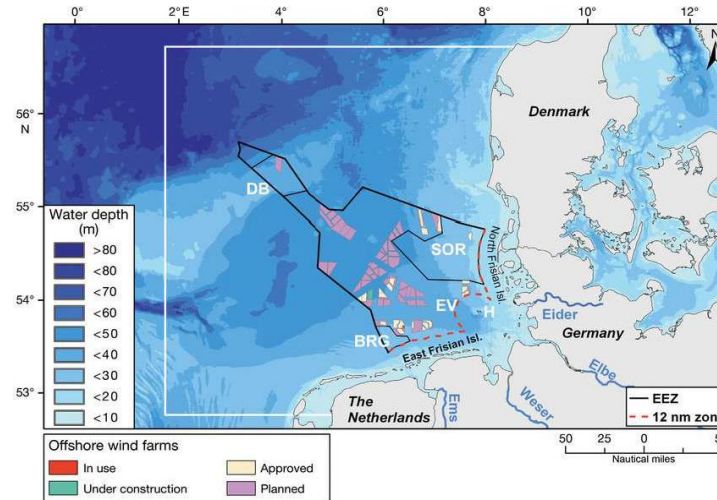 0° 2°E 4° 6° 8° 10° 12°
N
56°
N
55°
54°
53°
Denmark
DB
SOR
North Frisian Isl.
EV
H
BRG
East Frisian Isl.
Eider
Germany
Elbe
Weser
Ems
The
Netherlands
Water depth
(m)
>80
<80
<70
<60
<50
<40
<30
<20
<10
EEZ
12 nm zon
Offshore wind farms
In use
Approved
Under construction
Planned
50 25 0 50
Nautical miles